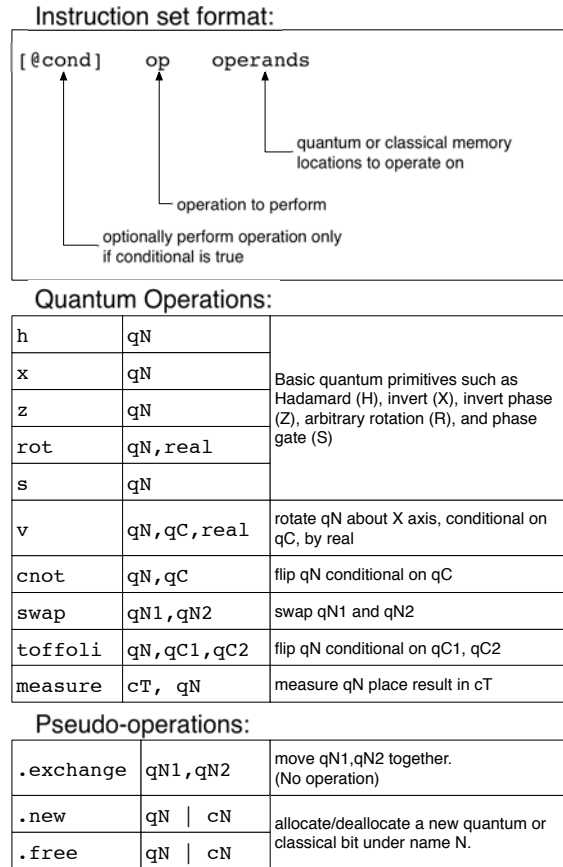 Instruction set format:
[@cond] op operands
quantum or classical memory
locations to operate on
operation to perform
optionally perform operation only
if conditional is true
Quantum Operations:
h qN
x qN
z qN
rot qN,real
s qN
Basic quantum primitives such as
Hadamard (H), invert (X), invert phase
(Z), arbitrary rotation (R), and phase
gate (S)
v qN,qC,real rotate qN about X axis, conditional on
qC, by real
cnot qN,qC flip qN conditional on qC
swap qN1,qN2 swap qN1 and qN2
toffoli qN,qC1,qC2 flip qN conditional on qC1, qC2
measure cT, qN measure qN place result in cT
Pseudo-operations:
.exchange qN1,qN2 move qN1,qN2 together.
(No operation)
.new qN | cN
.free qN | cN
allocate/deallocate a new quantum or
classical bit under name N.